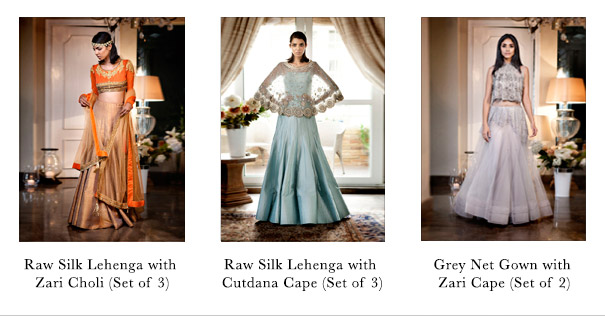 Raw Silk Lehenga with
Zari Choli (Set of 3)
Raw Silk Lehenga with
Cutdana Cape (Set of 3)
Grey Net Gown with
Zari Cape (Set of 2)